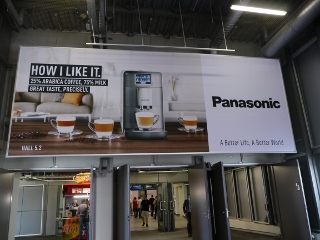 HOW I LIKE IT.
25% ARABICA COFFEE, 75% MILK
GREAT TASTE, PRECISELY.
Panasonic
A Better Life, A Better World
HALL 5.2